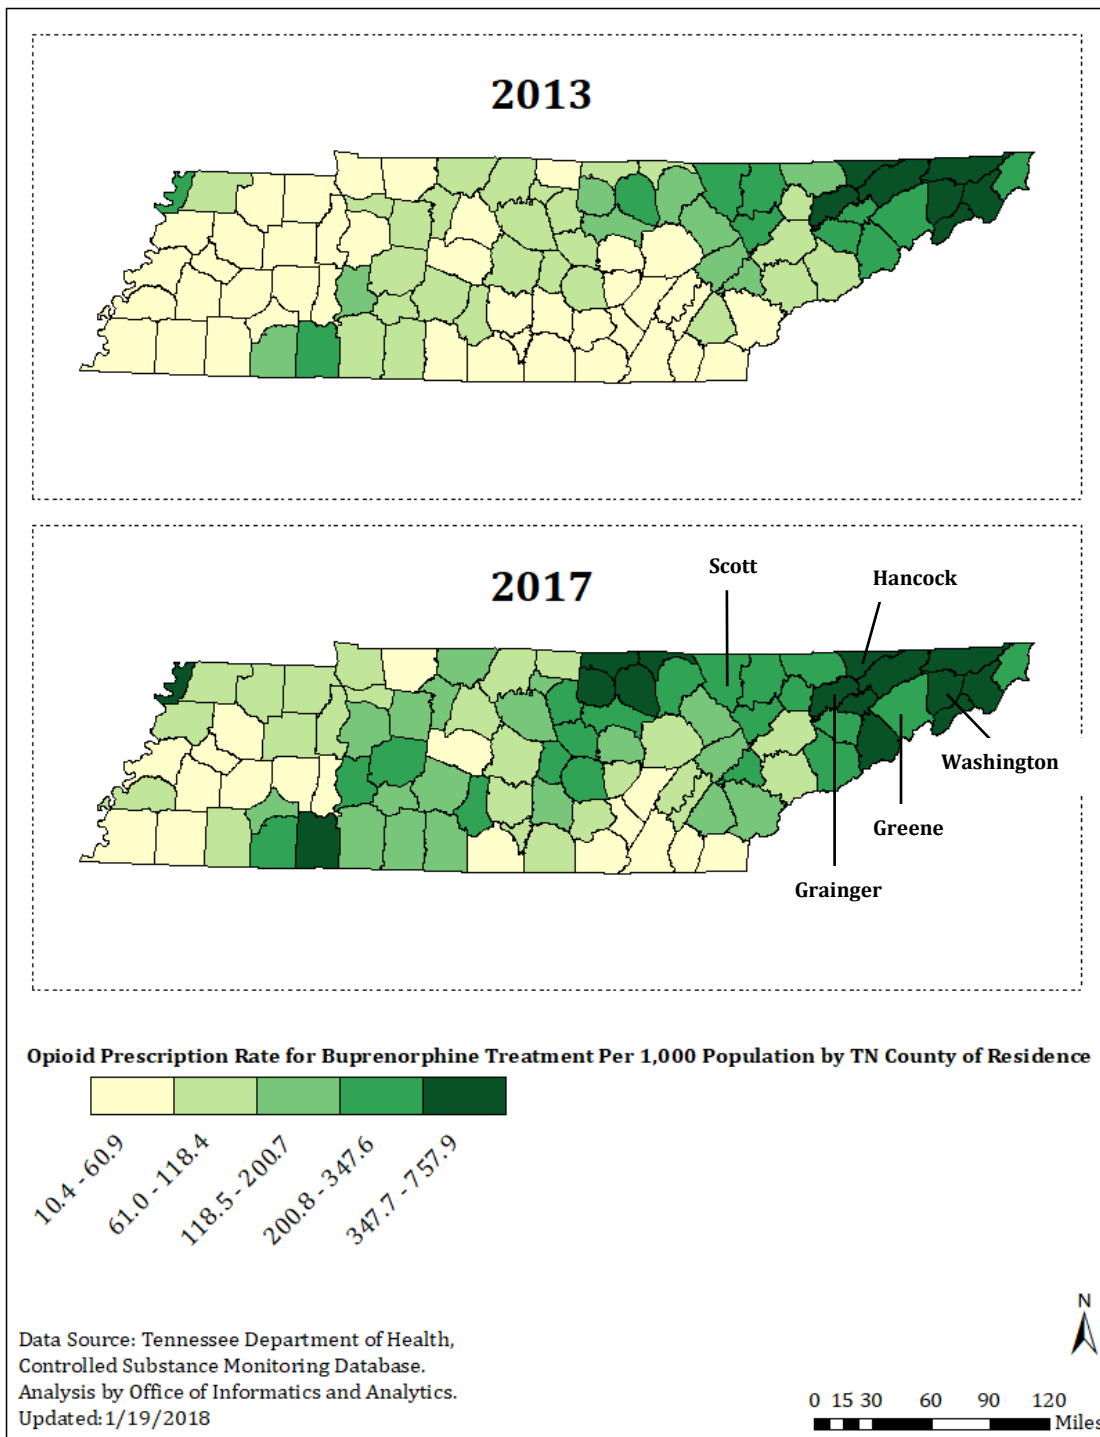 2013
2017
Scott
Hancock
Washington
Greene
Grainger
Opioid Prescription Rate for Buprenorphine Treatment Per 1,000 Population by TN County of Residence
10.4 - 60.9
61.0 - 118.4
118.5 - 200.7
200.8 - 347.6
347.7 - 757.9
Data Source: Tennessee Department of Health,
Controlled Substance Monitoring Database.
Analysis by Office of Informatics and Analytics.
Updated:1/19/2018
N
0 15 30 60 90 120
Miles